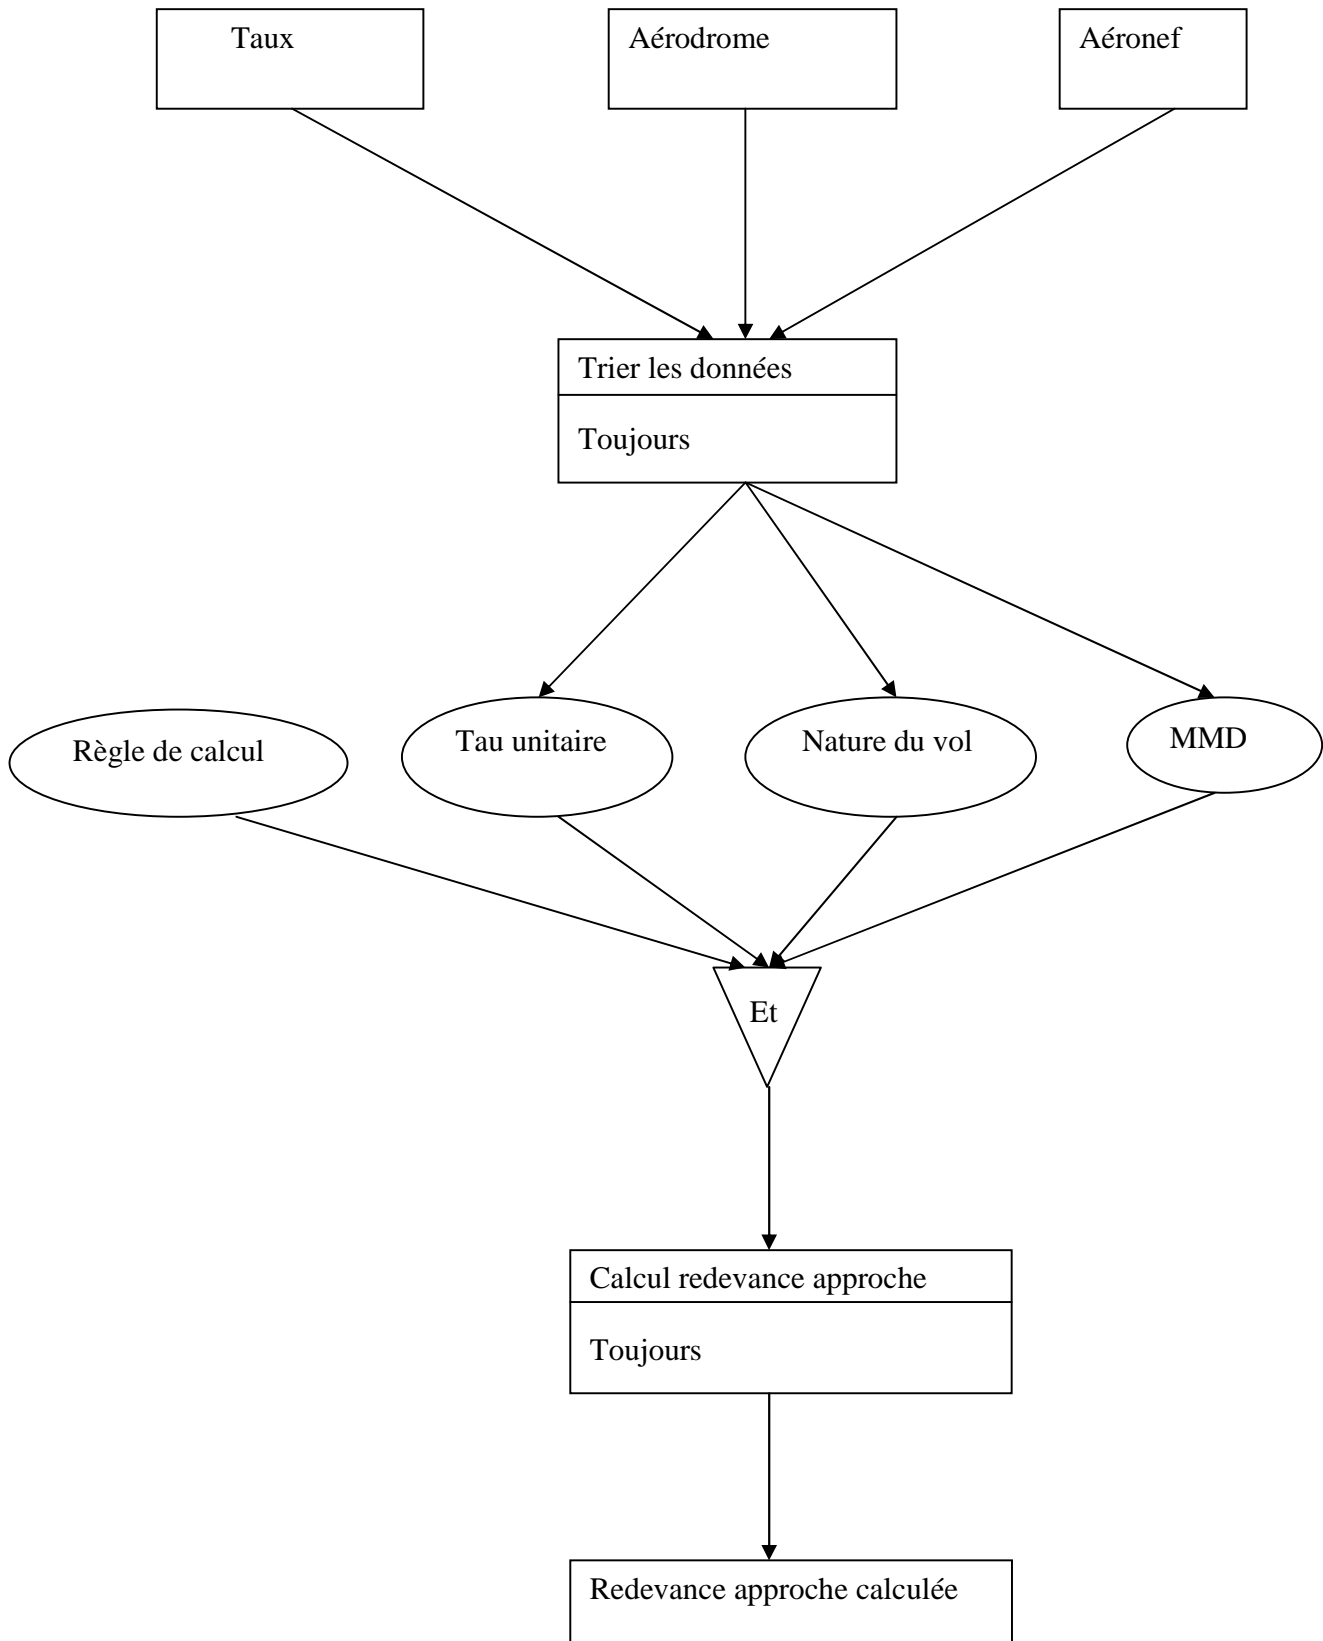 Taux
Aérodrome
Aéronef
Trier les données
Toujours
Règle de calcul
Tau unitaire
Nature du vol
MMD
Et
Calcul redevance approche
Toujours
Redevance approche calculée